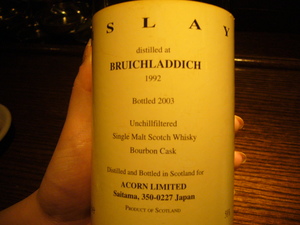 S L A Y
distilled at
BRUICHLADDICH
1992
Bottled 2003
Unchillfiltered
Single Malt Scotch Whisky
Bourbon Cask
Distilled and Bottled in Scotland for
ACORN LIMITED
Saitama, 350-0227 Japan
PRODUCT OF SCOTLAND